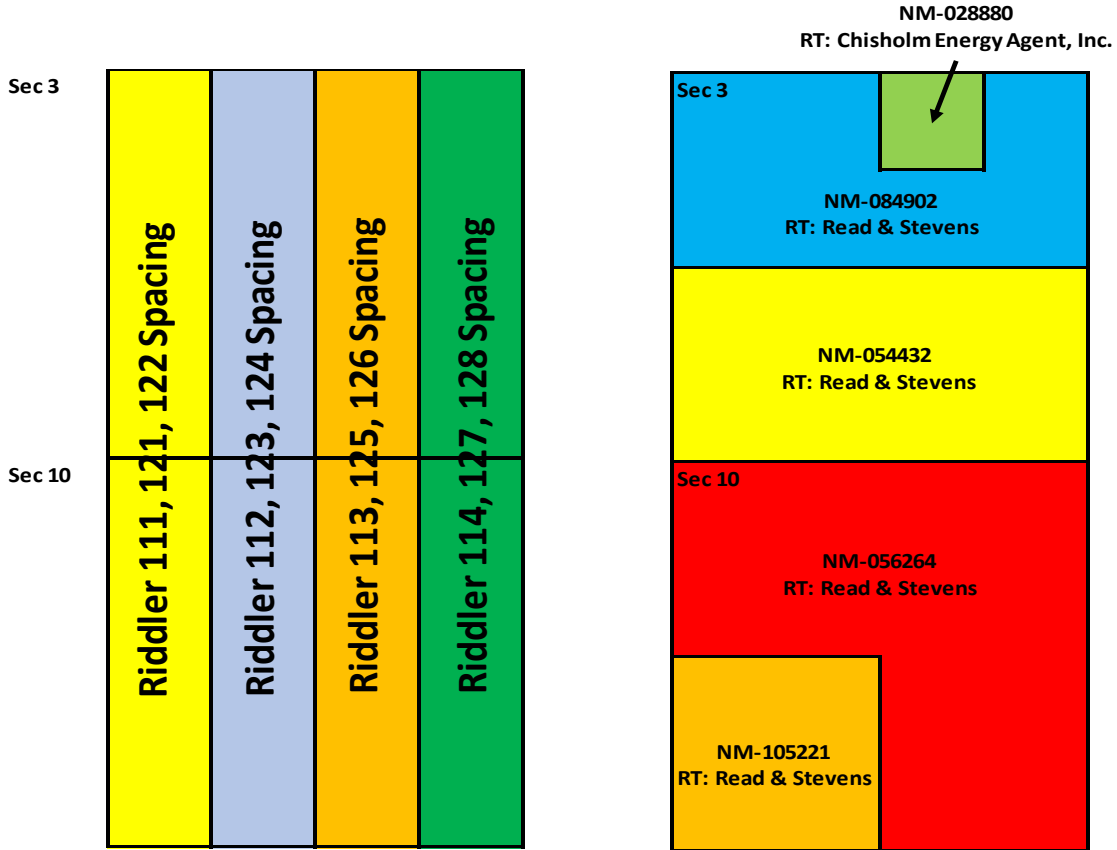 NM-028880
RT: Chisholm Energy Agent, Inc.
Sec 3
Sec 10
Riddler 111, 121, 122 Spacing
Riddler 112, 123, 124 Spacing
Riddler 113, 125, 126 Spacing
Riddler 114, 127, 128 Spacing
Sec 3
NM-084902
RT: Read & Stevens
NM-054432
RT: Read & Stevens
Sec 10
NM-056264
RT: Read & Stevens
NM-105221
RT: Read & Stevens